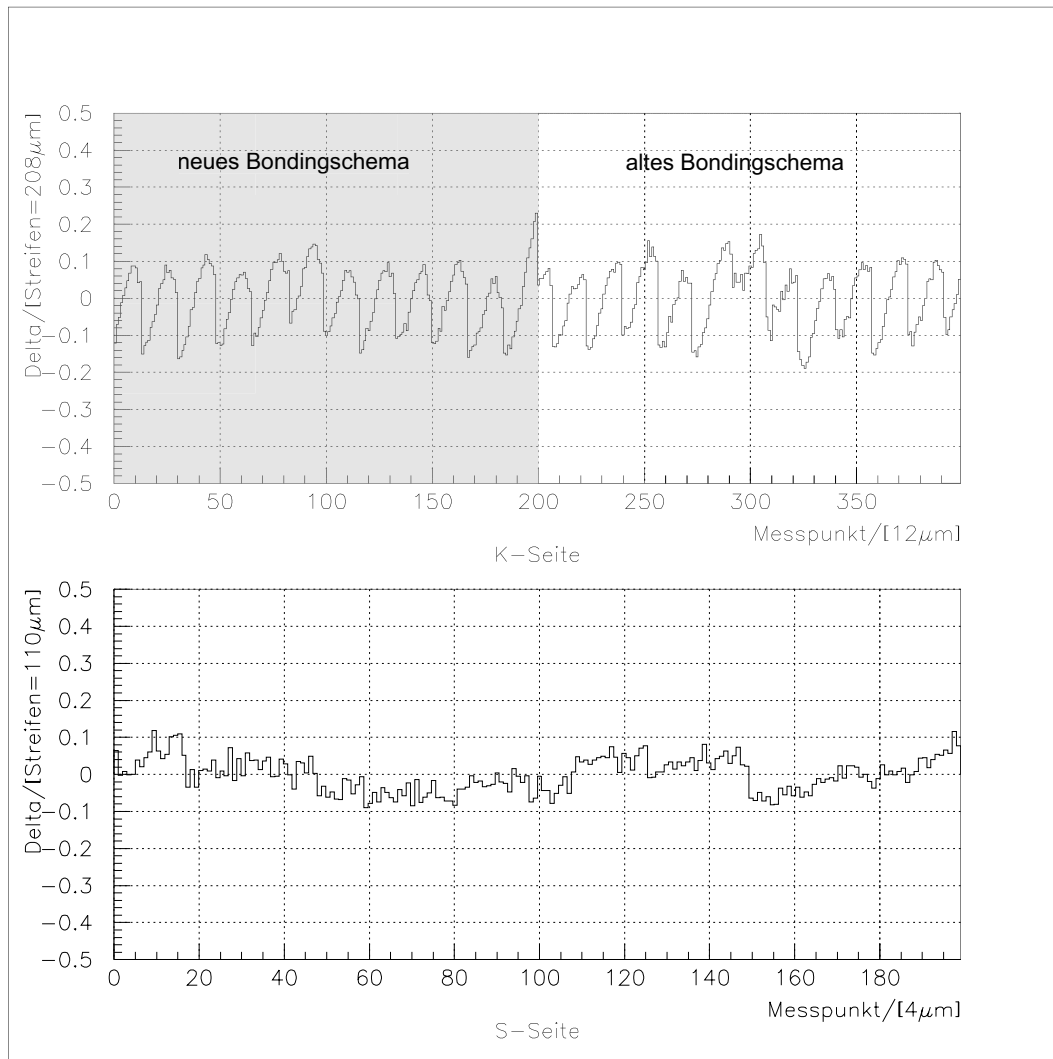 Delta/[Streifen=208µm]
0.5
0.4
0.3
0.2
0.1
0
−0.1
−0.2
−0.3
−0.4
−0.5
neues Bondingschema
altes Bondingschema
0 50 100 150 200 250 300 350
Messpunkt/[12µm]
K−Seite
Delta/[Streifen=110µm]
0.5
0.4
0.3
0.2
0.1
0
−0.1
−0.2
−0.3
−0.4
−0.5
0 20 40 60 80 100 120 140 160 180
Messpunkt/[4µm]
S−Seite